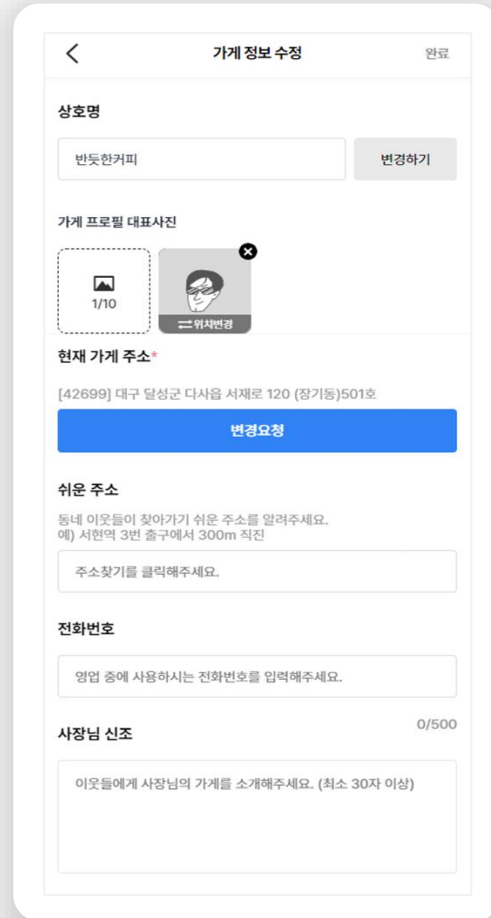 가게 정보 수정
완료
상호명
반듯한커피
변경하기
가게 프로필 대표사진
1/10
위치변경
현재 가게 주소*
[42699] 대구 달성군 다사읍 서재로 120 (장기동)501호
변경요청
쉬운 주소
동네 이웃들이 찾아가기 쉬운 주소를 알려주세요.
예) 서현역 3번 출구에서 300m 직진
주소찾기를 클릭해주세요.
전화번호
영업 중에 사용하시는 전화번호를 입력해주세요.
사장님 신조
0/500
이웃들에게 사장님의 가게를 소개해주세요. (최소 30자 이상)